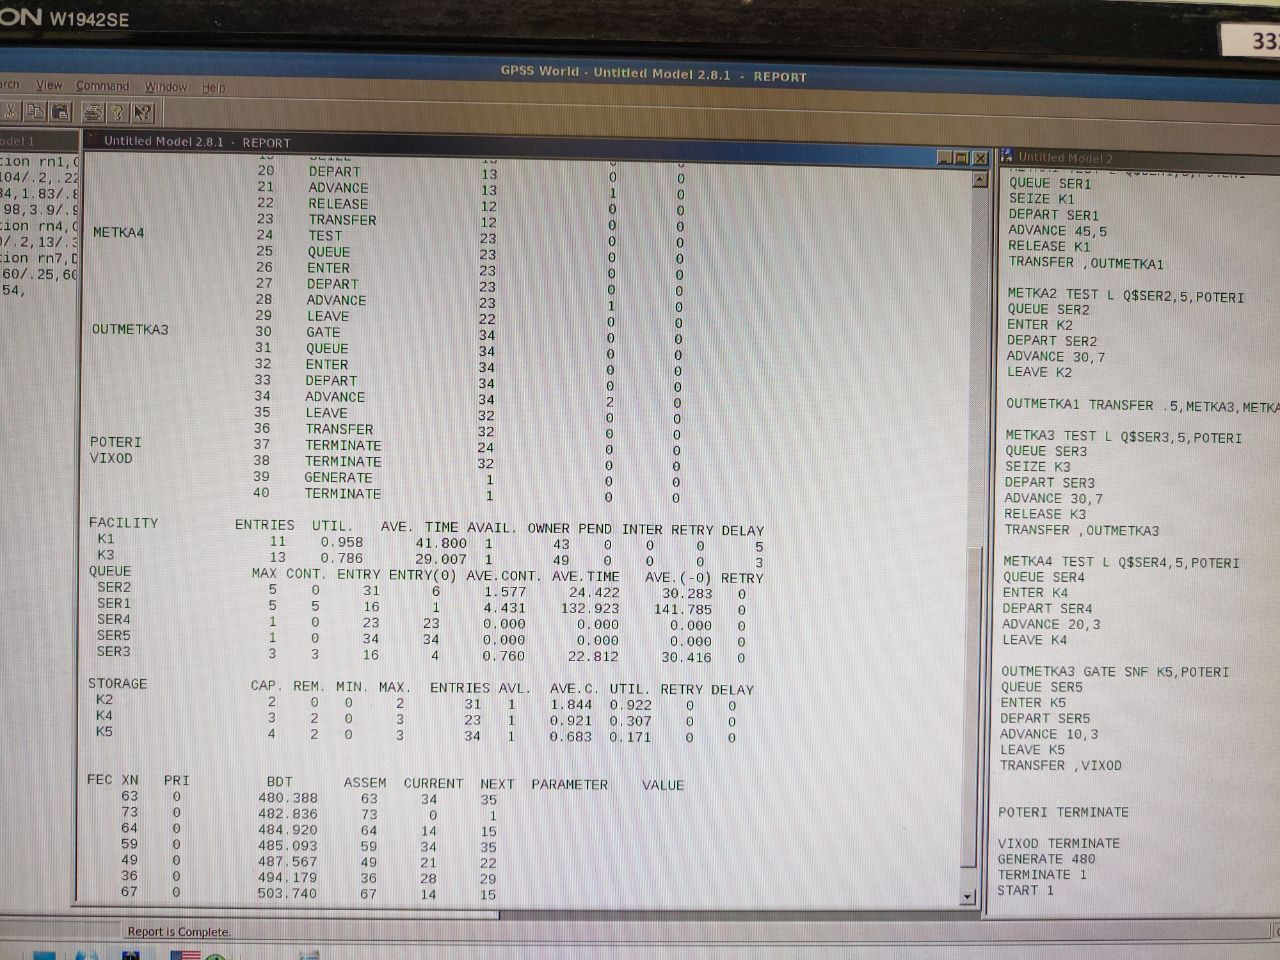 ON W1942SE
GPSS World - Untitled Model 2.8.1 - REPORT
View Command Window Help
Untitled Model 2.8.1 - REPORT
20 DEPART 13 0 0
21 ADVANCE 13 1 0
22 RELEASE 12 0 0
23 TRANSFER 12 0 0
METKA4 24 TEST 23 0 0
25 QUEUE 23 0 0
26 ENTER 23 0 0
27 DEPART 23 0 0
28 ADVANCE 23 1 0
29 LEAVE 22 0 0
OUTMETKA3 30 GATE 34 0 0
31 QUEUE 34 0 0
32 ENTER 34 0 0
33 DEPART 34 0 0
34 ADVANCE 34 2 0
35 LEAVE 32 0 0
36 TRANSFER 32 0 0
POTERI 37 TERMINATE 24 0 0
VIXOD 38 TERMINATE 32 0 0
39 GENERATE 1 0 0
40 TERMINATE 1 0 0
FACILITY ENTRIES UTIL. AVE. TIME AVAIL. OWNER PEND INTER RETRY DELAY
K1 11 0.958 41.800 1 43 0 0 0 5
K3 13 0.786 29.007 1 49 0 0 0 3
QUEUE MAX CONT. ENTRY ENTRY(0) AVE.CONT. AVE.TIME AVE.(-0) RETRY
SER2 5 0 31 6 1.577 24.422 30.283 0
SER1 5 5 16 1 4.431 132.923 141.785 0
SER4 1 0 23 23 0.000 0.000 0.000 0
SER5 1 0 34 34 0.000 0.000 0.000 0
SER3 3 3 16 4 0.760 22.812 30.416 0
STORAGE CAP. REM. MIN. MAX. ENTRIES AVL. AVE.C. UTIL. RETRY DELAY
K2 2 0 0 2 31 1 1.844 0.922 0 0
K4 3 2 0 3 23 1 0.921 0.307 0 0
K5 4 2 0 3 34 1 0.683 0.171 0 0
FEC XN PRI BDT ASSEM CURRENT NEXT PARAMETER VALUE
63 0 480.388 63 34 35
73 0 482.836 73 0 1
64 0 484.920 64 14 15
59 0 485.093 59 34 35
49 0 487.567 49 21 22
36 0 494.179 36 28 29
67 0 503.740 67 14 15
Untitled Model 2
QUEUE SER1
SEIZE K1
DEPART SER1
ADVANCE 45,5
RELEASE K1
TRANSFER ,OUTMETKA1
METKA2 TEST L Q$SER2,5,POTERI
QUEUE SER2
ENTER K2
DEPART SER2
ADVANCE 30,7
LEAVE K2
OUTMETKA1 TRANSFER .5,METKA3,METKA
METKA3 TEST L Q$SER3,5,POTERI
QUEUE SER3
SEIZE K3
DEPART SER3
ADVANCE 30,7
RELEASE K3
TRANSFER ,OUTMETKA3
METKA4 TEST L Q$SER4,5,POTERI
QUEUE SER4
ENTER K4
DEPART SER4
ADVANCE 20,3
LEAVE K4
OUTMETKA3 GATE SNF K5,POTERI
QUEUE SER5
ENTER K5
DEPART SER5
ADVANCE 10,3
LEAVE K5
TRANSFER ,VIXOD
POTERI TERMINATE
VIXOD TERMINATE
GENERATE 480
TERMINATE 1
START 1
Report is Complete.